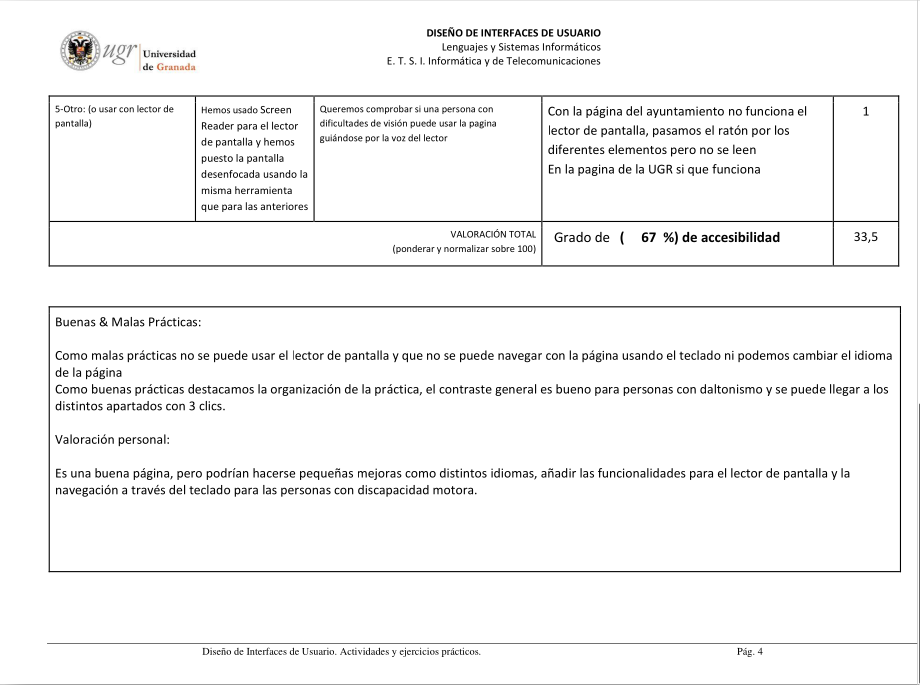 ugr
Universidad
de Granada
DISEÑO DE INTERFACES DE USUARIO
Lenguajes y Sistemas Informáticos
E. T. S. I. Informática y de Telecomunicaciones
5-Otro: (o usar con lector de
pantalla)
Hemos usado Screen
Reader para el lector
de pantalla y hemos
puesto la pantalla
desenfocada usando la
misma herramienta
que para las anteriores
Queremos comprobar si una persona con
dificultades de visión puede usar la pagina
guiándose por la voz del lector
Con la página del ayuntamiento no funciona el
lector de pantalla, pasamos el ratón por los
diferentes elementos pero no se leen
En la pagina de la UGR si que funciona
1
VALORACIÓN TOTAL
(ponderar y normalizar sobre 100)
Grado de ( 67 %) de accesibilidad
33,5
Buenas & Malas Prácticas:
Como malas prácticas no se puede usar el lector de pantalla y que no se puede navegar con la página usando el teclado ni podemos cambiar el idioma
de la página
Como buenas prácticas destacamos la organización de la práctica, el contraste general es bueno para personas con daltonismo y se puede llegar a los
distintos apartados con 3 clics.
Valoración personal:
Es una buena página, pero podrían hacerse pequeñas mejoras como distintos idiomas, añadir las funcionalidades para el lector de pantalla y la
navegación a través del teclado para las personas con discapacidad motora.
Diseño de Interfaces de Usuario. Actividades y ejercicios prácticos.
Pág. 4